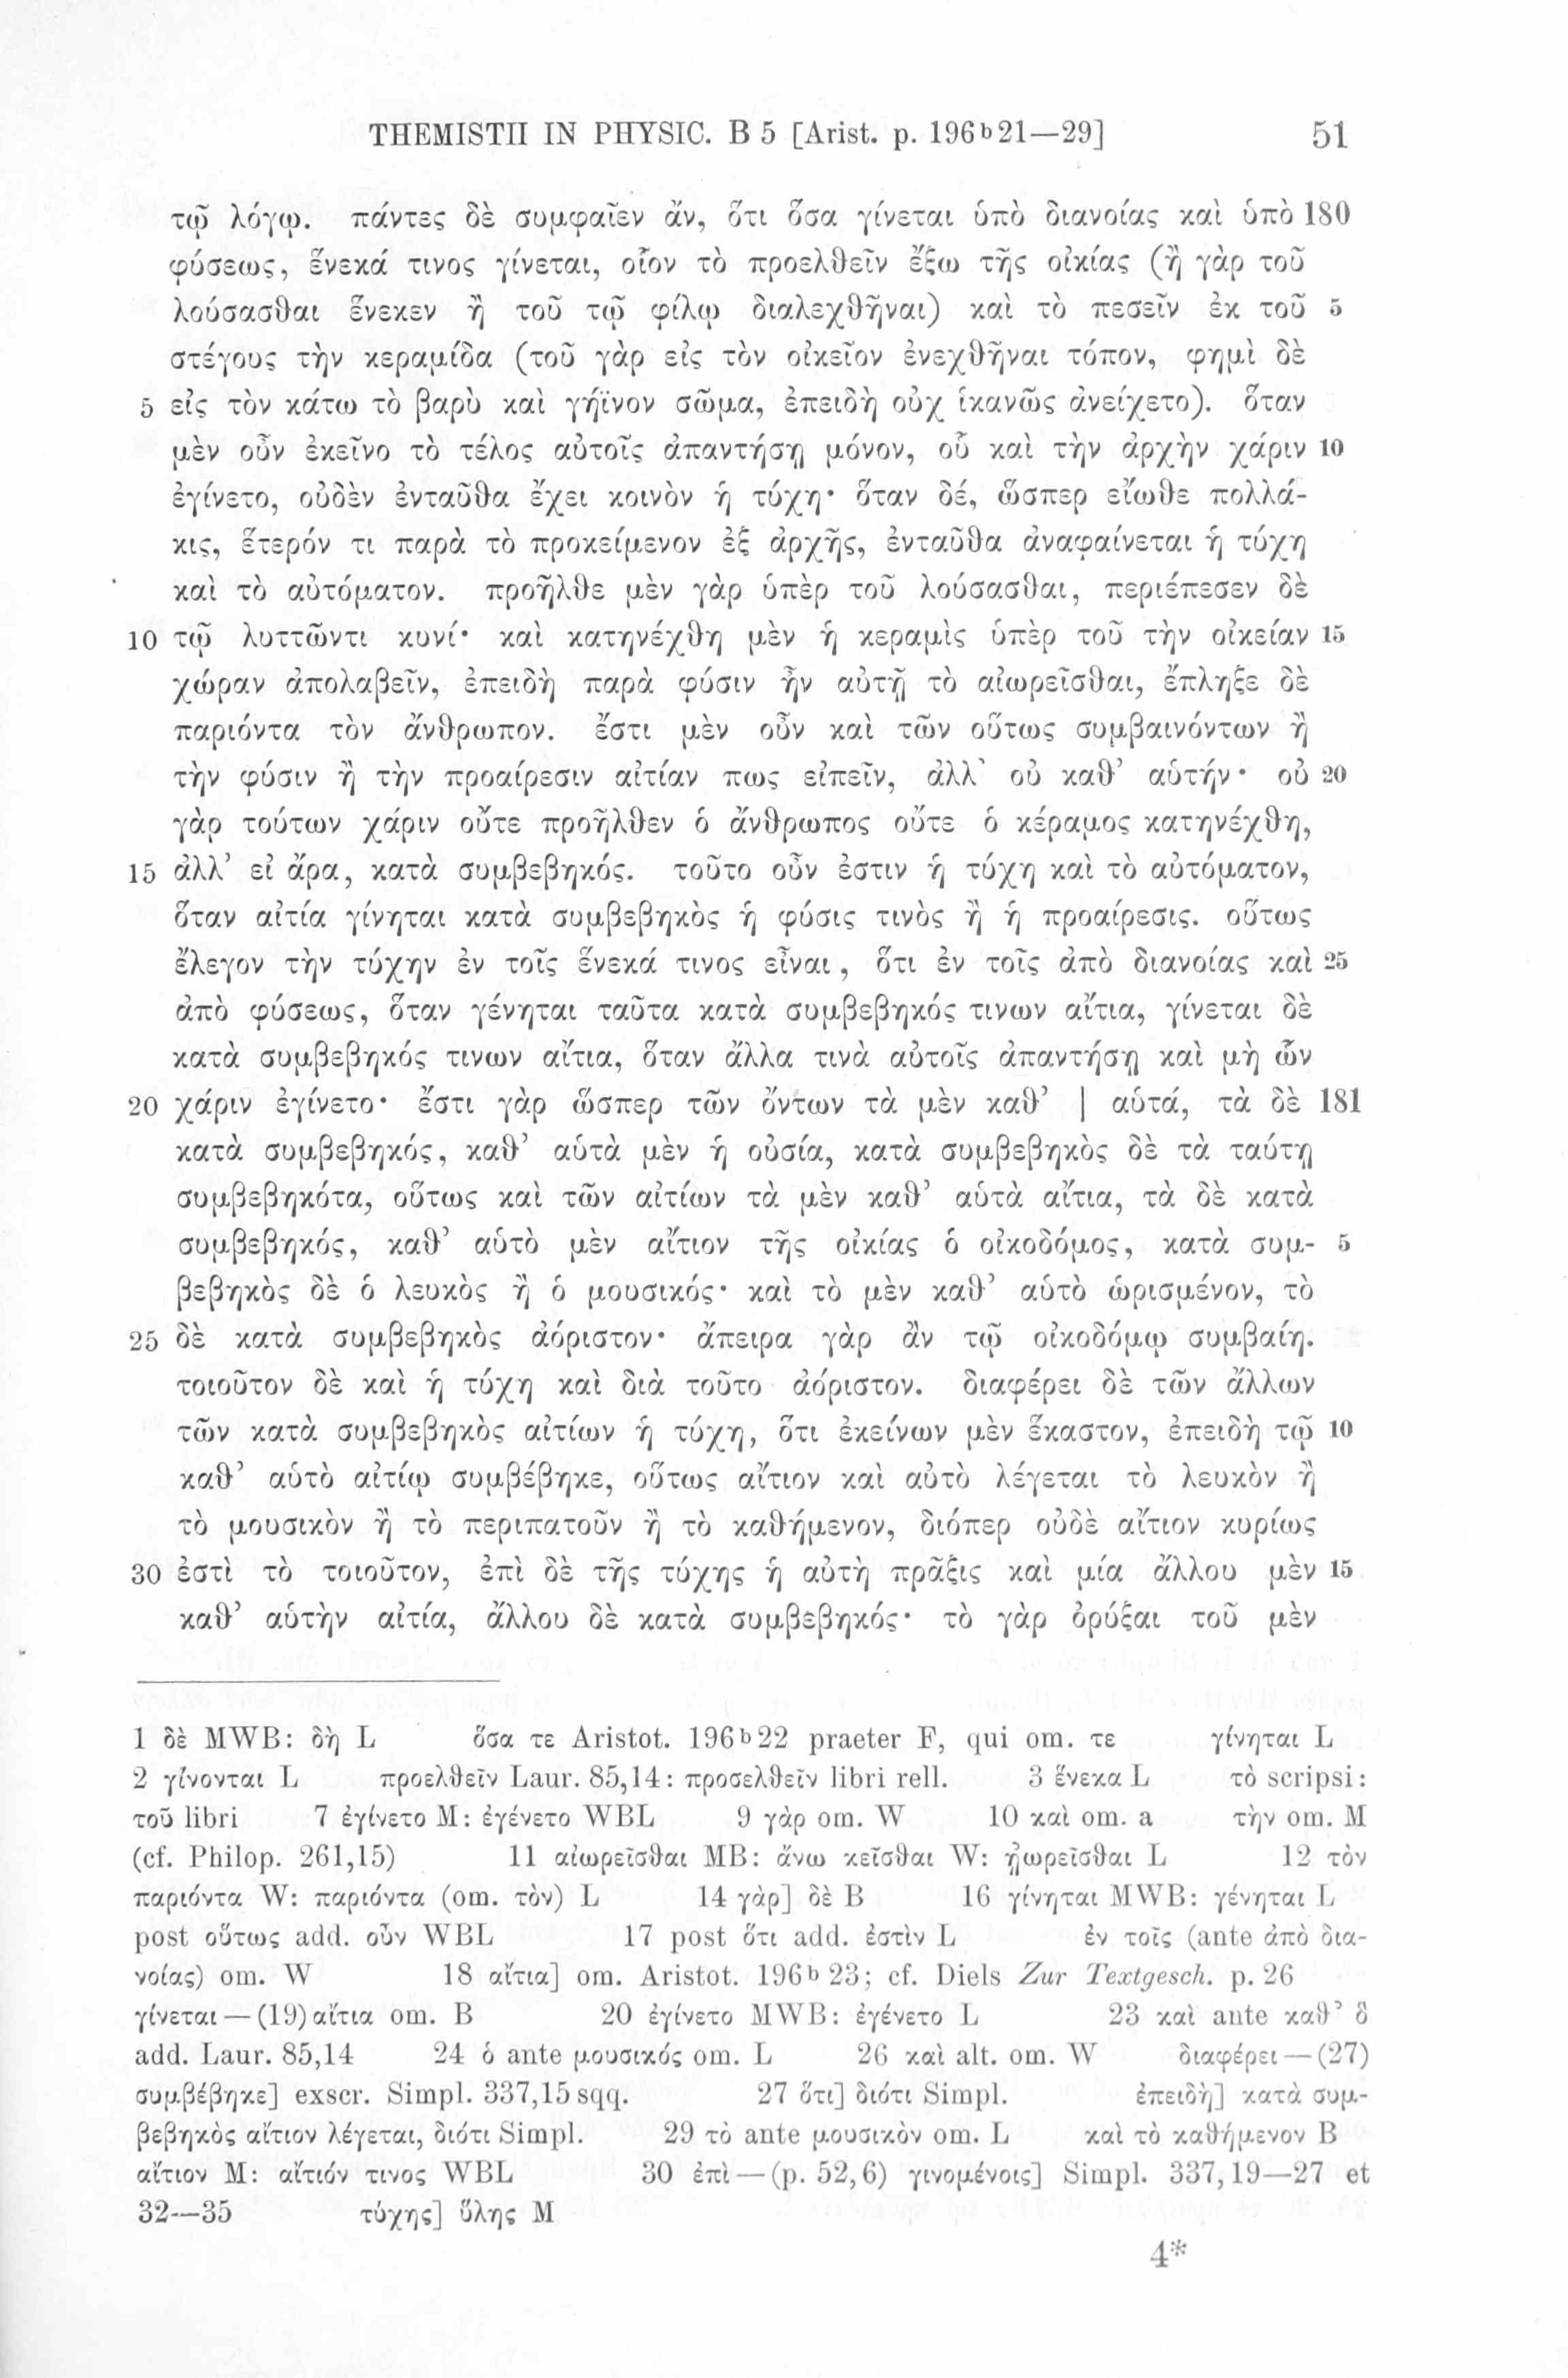 THEMISTII IN PHYSIC. B 5 [Arist. p. 196ᵇ21—29] 51
τῷ λόγῳ. πάντες δὲ συμφαῖεν ἄν, ὅτι ὅσα γίνεται ὑπὸ διανοίας καὶ ὑπὸ 180
φύσεως, ἕνεκά τινος γίνεται, οἷον τὸ προελθεῖν ἔξω τῆς οἰκίας (ἢ γὰρ τοῦ
λούσασθαι ἕνεκεν ἢ τοῦ τῷ φίλῳ διαλεχθῆναι) καὶ τὸ πεσεῖν ἐκ τοῦ 5
στέγους τὴν κεραμίδα (τοῦ γὰρ εἰς τὸν οἰκεῖον ἐνεχθῆναι τόπον, φημὶ δὲ
5 εἰς τὸν κάτω τὸ βαρὺ καὶ γήϊνον σῶμα, ἐπειδὴ οὐχ ἱκανῶς ἀνείχετο). ὅταν
μὲν οὖν ἐκεῖνο τὸ τέλος αὐτοῖς ἀπαντήσῃ μόνον, οὗ καὶ τὴν ἀρχὴν χάριν 10
ἐγίνετο, οὐδὲν ἐνταῦθα ἔχει κοινὸν ἡ τύχη· ὅταν δέ, ὥσπερ εἴωθε πολλά-
κις, ἕτερόν τι παρὰ τὸ προκείμενον ἐξ ἀρχῆς, ἐνταῦθα ἀναφαίνεται ἡ τύχη
καὶ τὸ αὐτόματον. προῆλθε μὲν γὰρ ὑπὲρ τοῦ λούσασθαι, περιέπεσεν δὲ
10 τῷ λυττῶντι κυνί· καὶ κατηνέχθη μὲν ἡ κεραμὶς ὑπὲρ τοῦ τὴν οἰκείαν 15
χώραν ἀπολαβεῖν, ἐπειδὴ παρὰ φύσιν ἦν αὐτῇ τὸ αἰωρεῖσθαι, ἔπληξε δὲ
παριόντα τὸν ἄνθρωπον. ἔστι μὲν οὖν καὶ τῶν οὕτως συμβαινόντων ἢ
τὴν φύσιν ἢ τὴν προαίρεσιν αἰτίαν πως εἰπεῖν, ἀλλ’ οὐ καθ’ αὑτήν· οὐ 20
γὰρ τούτων χάριν οὔτε προῆλθεν ὁ ἄνθρωπος οὔτε ὁ κέραμος κατηνέχθη,
15 ἀλλ’ εἰ ἄρα, κατὰ συμβεβηκός. τοῦτο οὖν ἐστιν ἡ τύχη καὶ τὸ αὐτόματον,
ὅταν αἰτία γίνηται κατὰ συμβεβηκὸς ἡ φύσις τινὸς ἢ ἡ προαίρεσις. οὕτως
ἔλεγον τὴν τύχην ἐν τοῖς ἕνεκά τινος εἶναι, ὅτι ἐν τοῖς ἀπὸ διανοίας καὶ 25
ἀπὸ φύσεως, ὅταν γένηται ταῦτα κατὰ συμβεβηκός τινων αἴτια, γίνεται δὲ
κατὰ συμβεβηκός τινων αἴτια, ὅταν ἄλλα τινὰ αὐτοῖς ἀπαντήσῃ καὶ μὴ ὧν
20 χάριν ἐγίνετο· ἔστι γὰρ ὥσπερ τῶν ὄντων τὰ μὲν καθ’ | αὑτά, τὰ δὲ 181
κατὰ συμβεβηκός, καθ’ αὑτὰ μὲν ἡ οὐσία, κατὰ συμβεβηκὸς δὲ τὰ ταύτῃ
συμβεβηκότα, οὕτως καὶ τῶν αἰτίων τὰ μὲν καθ’ αὑτὰ αἴτια, τὰ δὲ κατὰ
συμβεβηκός, καθ’ αὑτὸ μὲν αἴτιον τῆς οἰκίας ὁ οἰκοδόμος, κατὰ συμ- 5
βεβηκὸς δὲ ὁ λευκὸς ἢ ὁ μουσικός· καὶ τὸ μὲν καθ’ αὑτὸ ὡρισμένον, τὸ
25 δὲ κατὰ συμβεβηκὸς ἀόριστον· ἄπειρα γὰρ ἂν τῷ οἰκοδόμῳ συμβαίη.
τοιοῦτον δὲ καὶ ἡ τύχη καὶ διὰ τοῦτο ἀόριστον. διαφέρει δὲ τῶν ἄλλων
τῶν κατὰ συμβεβηκὸς αἰτίων ἡ τύχη, ὅτι ἐκείνων μὲν ἕκαστον, ἐπειδὴ τῷ 10
καθ’ αὑτὸ αἰτίῳ συμβέβηκε, οὕτως αἴτιον καὶ αὐτὸ λέγεται τὸ λευκὸν ἢ
τὸ μουσικὸν ἢ τὸ περιπατοῦν ἢ τὸ καθήμενον, διόπερ οὐδὲ αἴτιον κυρίως
30 ἐστὶ τὸ τοιοῦτον, ἐπὶ δὲ τῆς τύχης ἡ αὐτὴ πρᾶξις καὶ μία ἄλλου μὲν 15
καθ’ αὑτὴν αἰτία, ἄλλου δὲ κατὰ συμβεβηκός· τὸ γὰρ ὀρύξαι τοῦ μὲν
1 δὲ MWB: δὴ L ὅσα τε Aristot. 196ᵇ22 praeter F, qui om. τε γίνηται L
2 γίνονται L προελθεῖν Laur. 85,14: προσελθεῖν libri rell. 3 ἕνεκα L τὸ scripsi:
τοῦ libri 7 ἐγίνετο M: ἐγένετο WBL 9 γὰρ om. W 10 καὶ om. a τὴν om. M
(cf. Philop. 261,15) 11 αἰωρεῖσθαι MB: ἄνω κεῖσθαι W: ᾐωρεῖσθαι L 12 τὸν
παριόντα W: παριόντα (om. τὸν) L 14 γὰρ] δὲ B 16 γίνηται MWB: γένηται L
post οὕτως add. οὖν WBL 17 post ὅτι add. ἐστὶν L ἐν τοῖς (ante ἀπὸ δια-
νοίας) om. W 18 αἴτια] om. Aristot. 196ᵇ23; cf. Diels Zur Textgesch. p. 26
γίνεται — (19) αἴτια om. B 20 ἐγίνετο MWB: ἐγένετο L 23 καὶ ante καθ’ ὃ
add. Laur. 85,14 24 ὁ ante μουσικός om. L 26 καὶ alt. om. W διαφέρει — (27)
συμβέβηκε] exscr. Simpl. 337,15 sqq. 27 ὅτι] διότι Simpl. ἐπειδὴ] κατὰ συμ-
βεβηκὸς αἴτιον λέγεται, διότι Simpl. 29 τὸ ante μουσικὸν om. L καὶ τὸ καθήμενον B
αἴτιον M: αἴτιόν τινος WBL 30 ἐπὶ — (p. 52,6) γινομένοις] Simpl. 337,19—27 et
32—35 τύχης] ὕλης M
4*